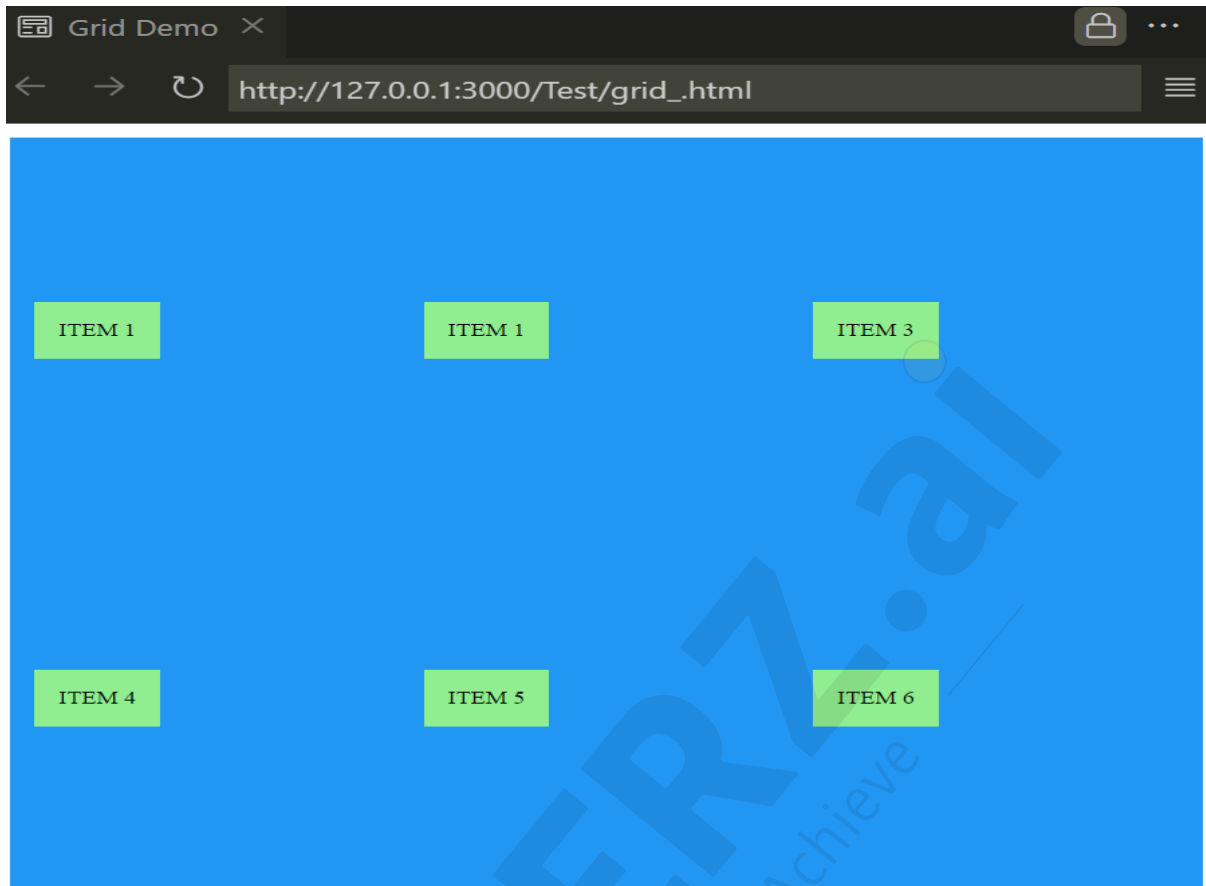 Grid Demo
http://127.0.0.1:3000/Test/grid_.html
ITEM 1 ITEM 1 ITEM 3
ITEM 4 ITEM 5 ITEM 6
ERZ.ai
Achieve